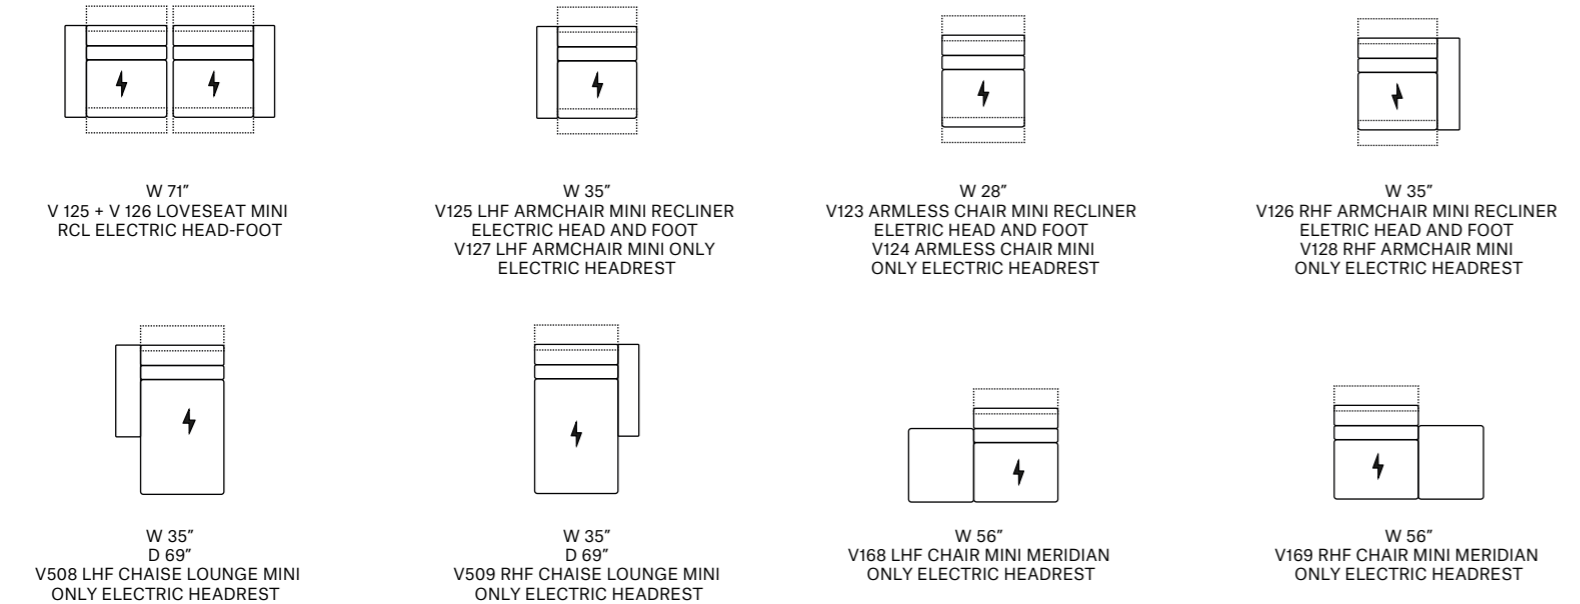 W 71″
V 125 + V 126 LOVESEAT MINI
RCL ELECTRIC HEAD-FOOT
W 35″
V125 LHF ARMCHAIR MINI RECLINER
ELECTRIC HEAD AND FOOT
V127 LHF ARMCHAIR MINI ONLY
ELECTRIC HEADREST
W 28″
V123 ARMLESS CHAIR MINI RECLINER
ELETRIC HEAD AND FOOT
V124 ARMLESS CHAIR MINI
ONLY ELECTRIC HEADREST
W 35″
V126 RHF ARMCHAIR MINI RECLINER
ELETRIC HEAD AND FOOT
V128 RHF ARMCHAIR MINI
ONLY ELECTRIC HEADREST
W 35″
D 69″
V508 LHF CHAISE LOUNGE MINI
ONLY ELECTRIC HEADREST
W 35″
D 69″
V509 RHF CHAISE LOUNGE MINI
ONLY ELECTRIC HEADREST
W 56″
V168 LHF CHAIR MINI MERIDIAN
ONLY ELECTRIC HEADREST
W 56″
V169 RHF CHAIR MINI MERIDIAN
ONLY ELECTRIC HEADREST